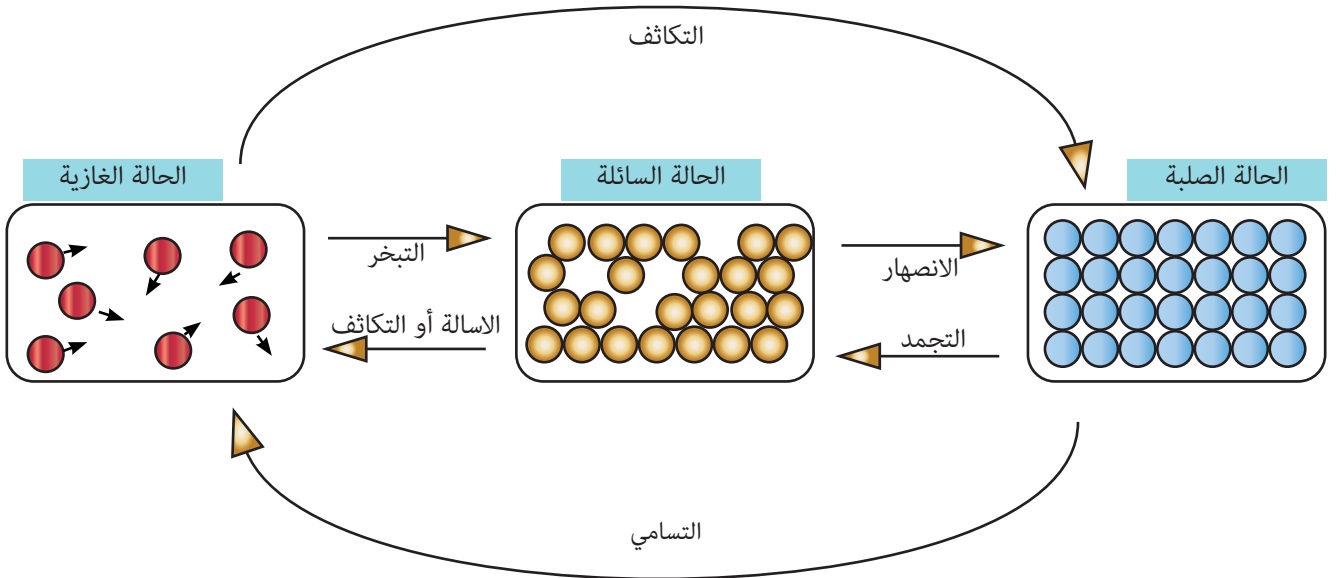 التكاثف
الحالة الصلبة
الحالة السائلة
الحالة الغازية
الانصهار
التبخر
التجمد
الاسالة أو التكاثف
التسامي